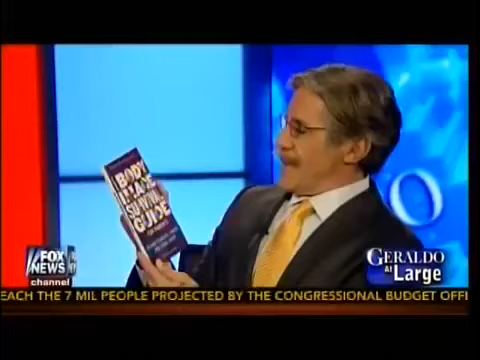 BODY
IMAGE
SURVIVAL
GUIDE
FOX
NEWS
channel
GERALDO
At Large
EACH THE 7 MIL PEOPLE PROJECTED BY THE CONGRESSIONAL BUDGET OFFI